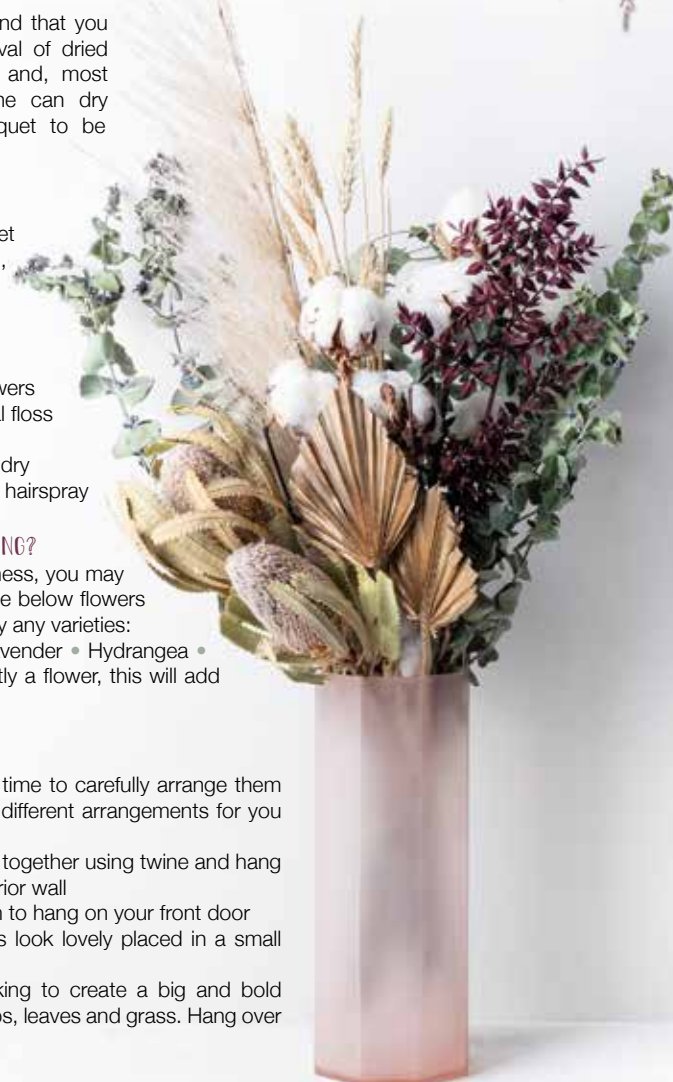 nd that you
val of dried
and, most
ne can dry
quet to be
et
,
wers
al floss
dry
hairspray
NG?
ness, you may
e below flowers
y any varieties:
vender • Hydrangea •
tly a flower, this will add
time to carefully arrange them
different arrangements for you
together using twine and hang
rior wall
n to hang on your front door
s look lovely placed in a small
king to create a big and bold
os, leaves and grass. Hang over